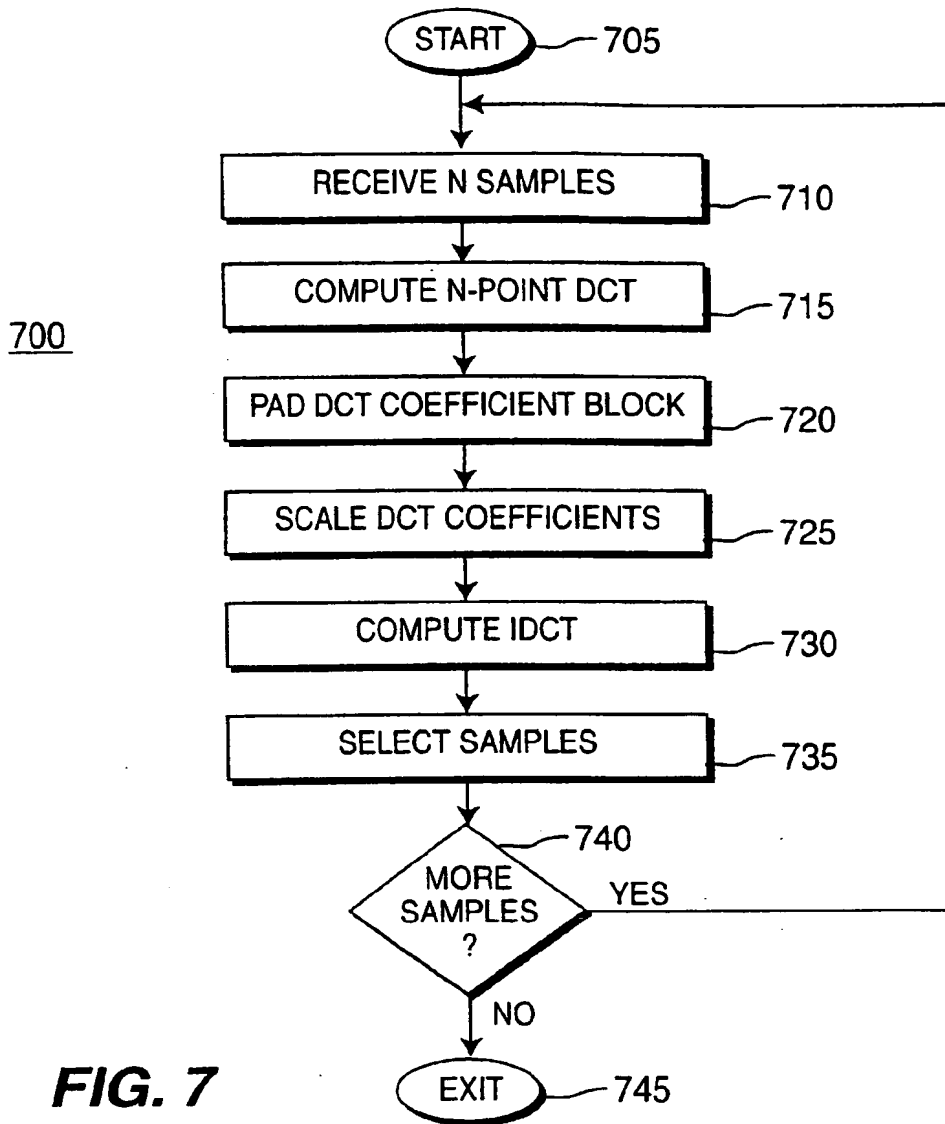 START 705
RECEIVE N SAMPLES 710
COMPUTE N-POINT DCT 715
700
PAD DCT COEFFICIENT BLOCK 720
SCALE DCT COEFFICIENTS 725
COMPUTE IDCT 730
SELECT SAMPLES 735
740
MORE
SAMPLES
?
YES
NO
EXIT 745
FIG. 7